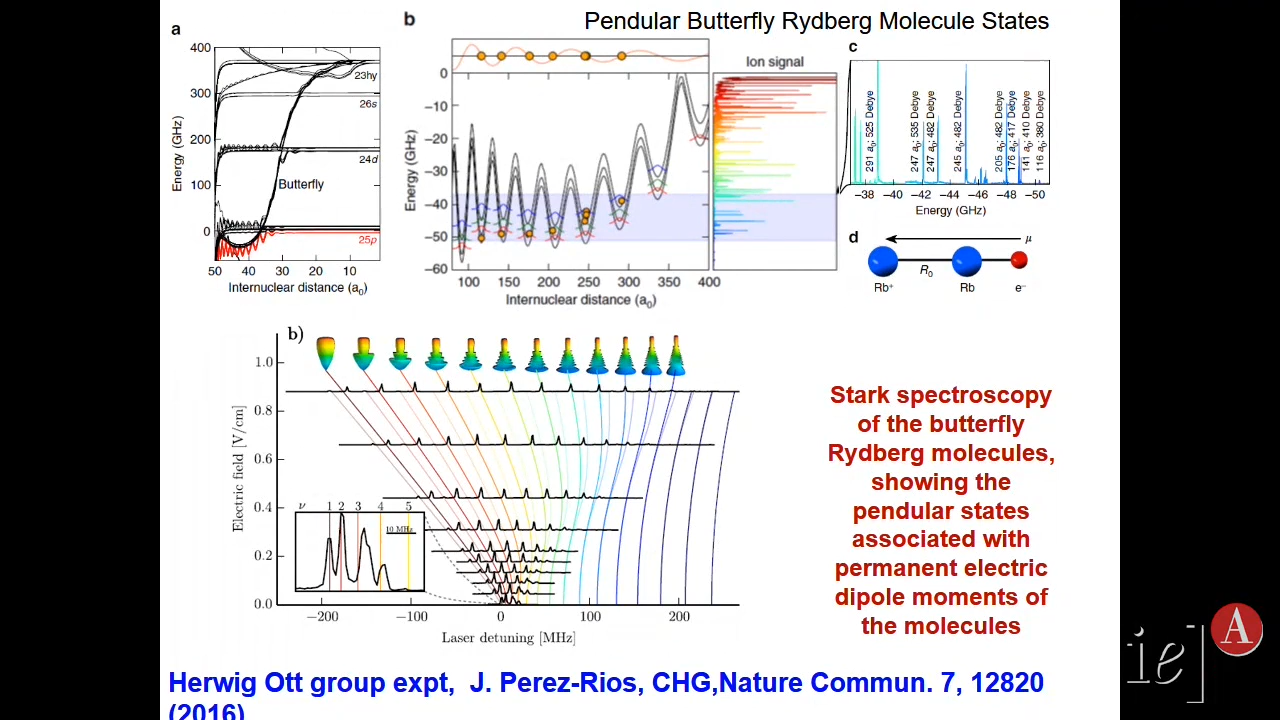 Pendular Butterfly Rydberg Molecule States
a
400
300
200
100
0
Energy (GHz)
23hy
26s
24d
Butterfly
25p
50 40 30 20 10
Internuclear distance (a₀)
b
0
−10
−20
−30
−40
−50
−60
Energy (GHz)
100 150 200 250 300 350 400
Internuclear distance (a₀)
Ion signal
c
291 a₀; 525 Debye
247 a₀; 535 Debye
247 a₀; 482 Debye
245 a₀; 482 Debye
205 a₀; 482 Debye
176 a₀; 417 Debye
141 a₀; 410 Debye
116 a₀; 360 Debye
−38 −40 −42 −44 −46 −48 −50
Energy (GHz)
d
μ
R₀
Rb⁺ Rb e⁻
b)
1.0
0.8
0.6
0.4
0.2
0.0
Electric field [V/cm]
ν 1 2 3 4 5
10 MHz
−200 −100 0 100 200
Laser detuning [MHz]
Stark spectroscopy
of the butterfly
Rydberg molecules,
showing the
pendular states
associated with
permanent electric
dipole moments of
the molecules
Herwig Ott group expt, J. Perez-Rios, CHG,Nature Commun. 7, 12820
(2016)
ie]
A